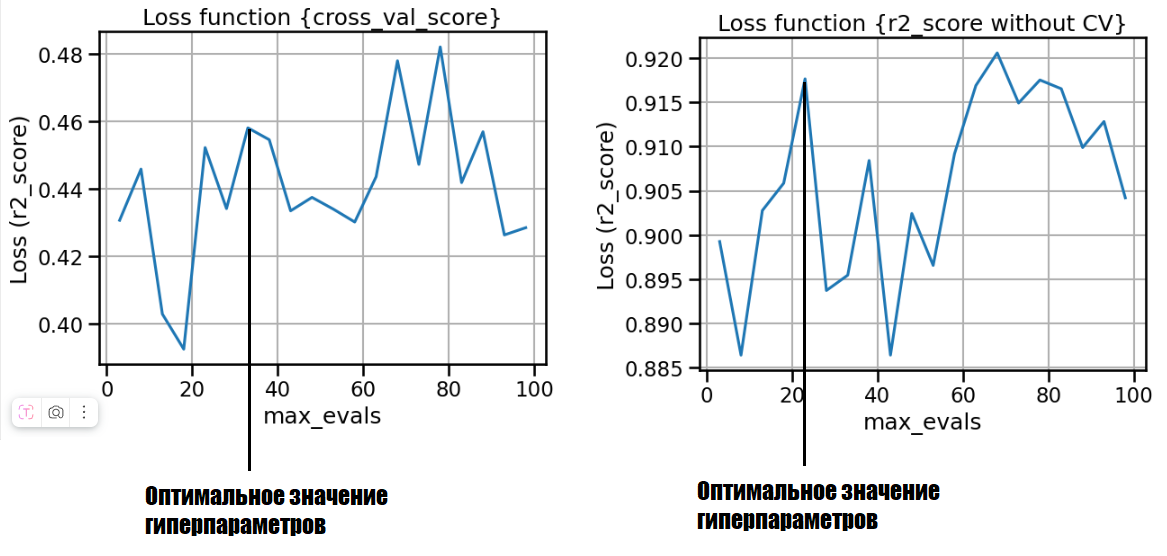 Loss function {cross_val_score}
Loss (r2_score)
0.48
0.46
0.44
0.42
0.40
0 20 40 60 80 100
max_evals
Оптимальное значение
гиперпараметров
Loss function {r2_score without CV}
Loss (r2_score)
0.920
0.915
0.910
0.905
0.900
0.895
0.890
0.885
0 20 40 60 80 100
max_evals
Оптимальное значение
гиперпараметров